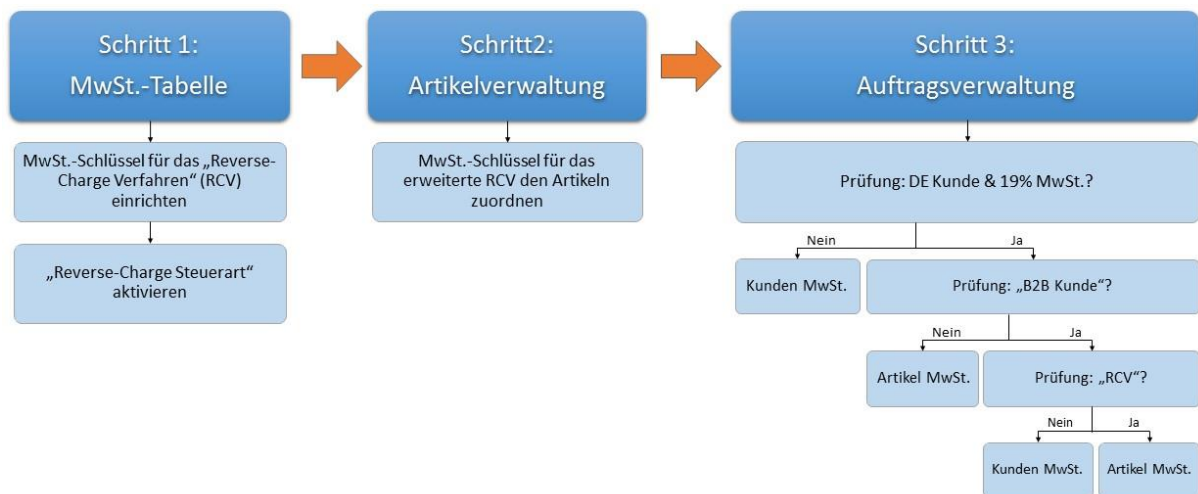 Schritt 1:
MwSt.-Tabelle
Schritt2:
Artikelverwaltung
Schritt 3:
Auftragsverwaltung
MwSt.-Schlüssel für das „Reverse-
Charge Verfahren“ (RCV)
einrichten
„Reverse-Charge Steuerart“
aktivieren
MwSt.-Schlüssel für das
erweiterte RCV den Artikeln
zuordnen
Prüfung: DE Kunde & 19% MwSt.?
Nein
Ja
Kunden MwSt.
Prüfung: „B2B Kunde“?
Nein
Ja
Artikel MwSt.
Prüfung: „RCV“?
Nein
Ja
Kunden MwSt.
Artikel MwSt.